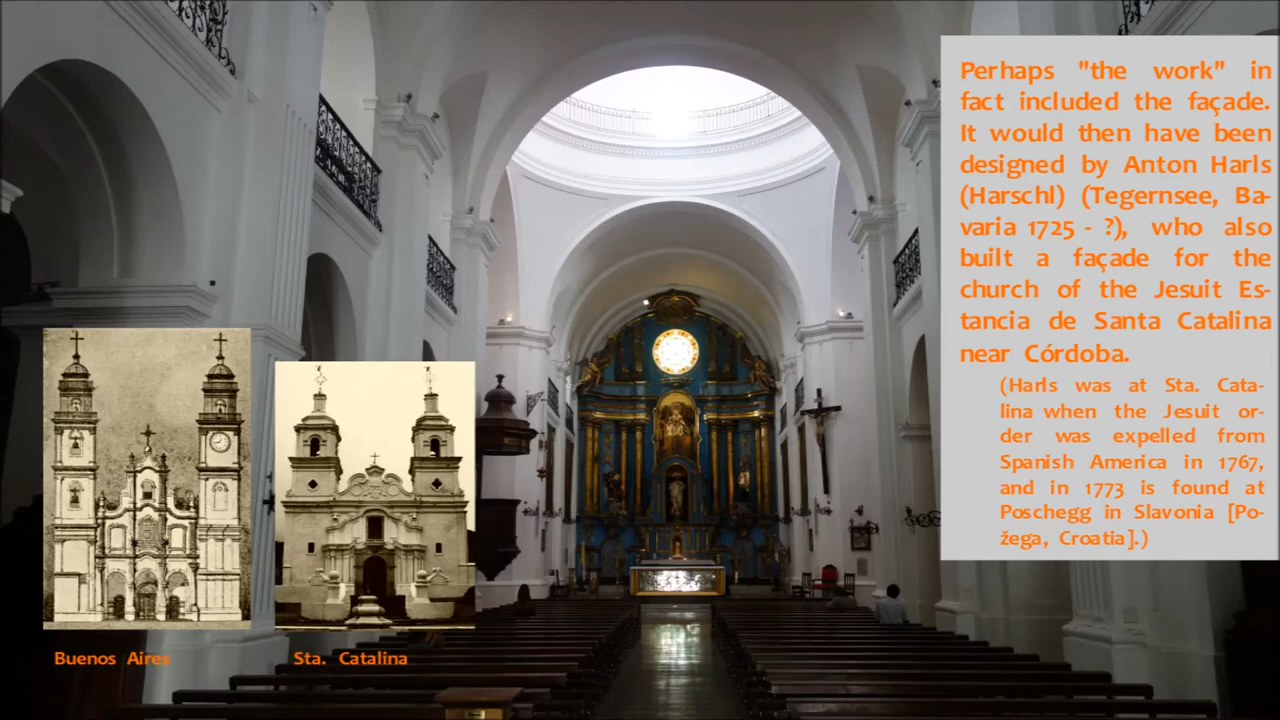 Perhaps "the work" in
fact included the façade.
It would then have been
designed by Anton Harls
(Harschl) (Tegernsee, Ba-
varia 1725 - ?), who also
built a façade for the
church of the Jesuit Es-
tancia de Santa Catalina
near Córdoba.
(Harls was at Sta. Cata-
lina when the Jesuit or-
der was expelled from
Spanish America in 1767,
and in 1773 is found at
Poschegg in Slavonia [Po-
žega, Croatia].)
Buenos Aires
Sta. Catalina